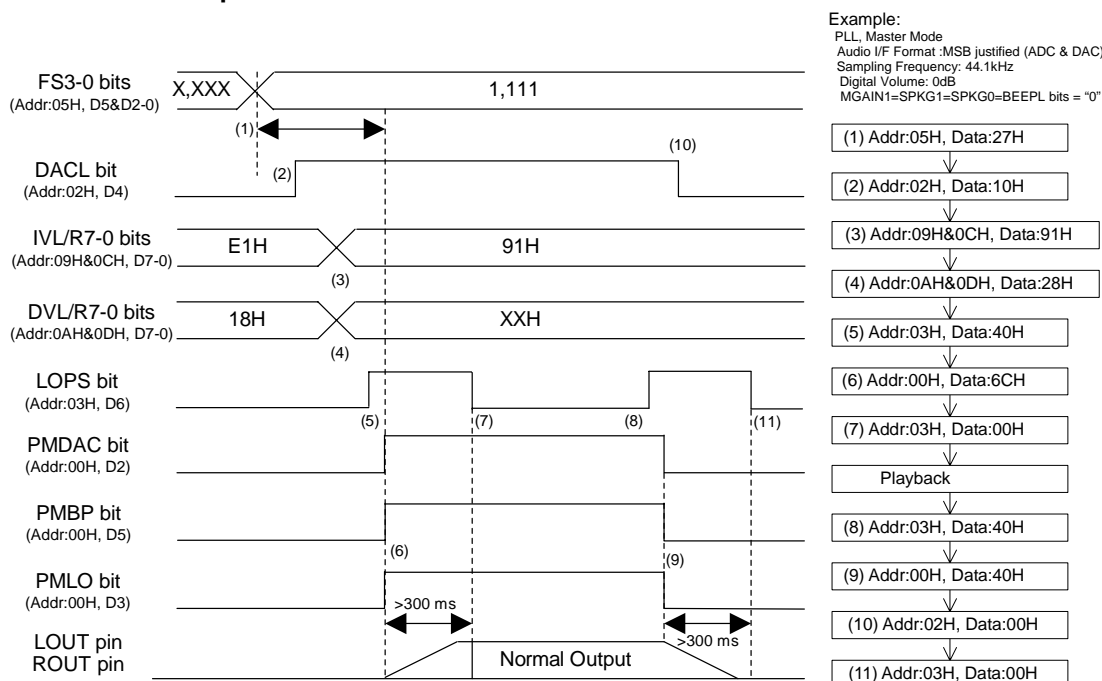 Example:
PLL, Master Mode
Audio I/F Format :MSB justified (ADC & DAC)
Sampling Frequency: 44.1kHz
Digital Volume: 0dB
MGAIN1=SPKG1=SPKG0=BEEPL bits = “0”
FS3-0 bits
(Addr:05H, D5&D2-0)
X,XXX
1,111
(1)
DACL bit
(Addr:02H, D4)
(2)
(10)
IVL/R7-0 bits
(Addr:09H&0CH, D7-0)
E1H
91H
(3)
DVL/R7-0 bits
(Addr:0AH&0DH, D7-0)
18H
XXH
(4)
LOPS bit
(Addr:03H, D6)
(5)
(7)
(8)
(11)
PMDAC bit
(Addr:00H, D2)
PMBP bit
(Addr:00H, D5)
(6)
(9)
PMLO bit
(Addr:00H, D3)
>300 ms
>300 ms
LOUT pin
ROUT pin
Normal Output
(1) Addr:05H, Data:27H
(2) Addr:02H, Data:10H
(3) Addr:09H&0CH, Data:91H
(4) Addr:0AH&0DH, Data:28H
(5) Addr:03H, Data:40H
(6) Addr:00H, Data:6CH
(7) Addr:03H, Data:00H
Playback
(8) Addr:03H, Data:40H
(9) Addr:00H, Data:40H
(10) Addr:02H, Data:00H
(11) Addr:03H, Data:00H